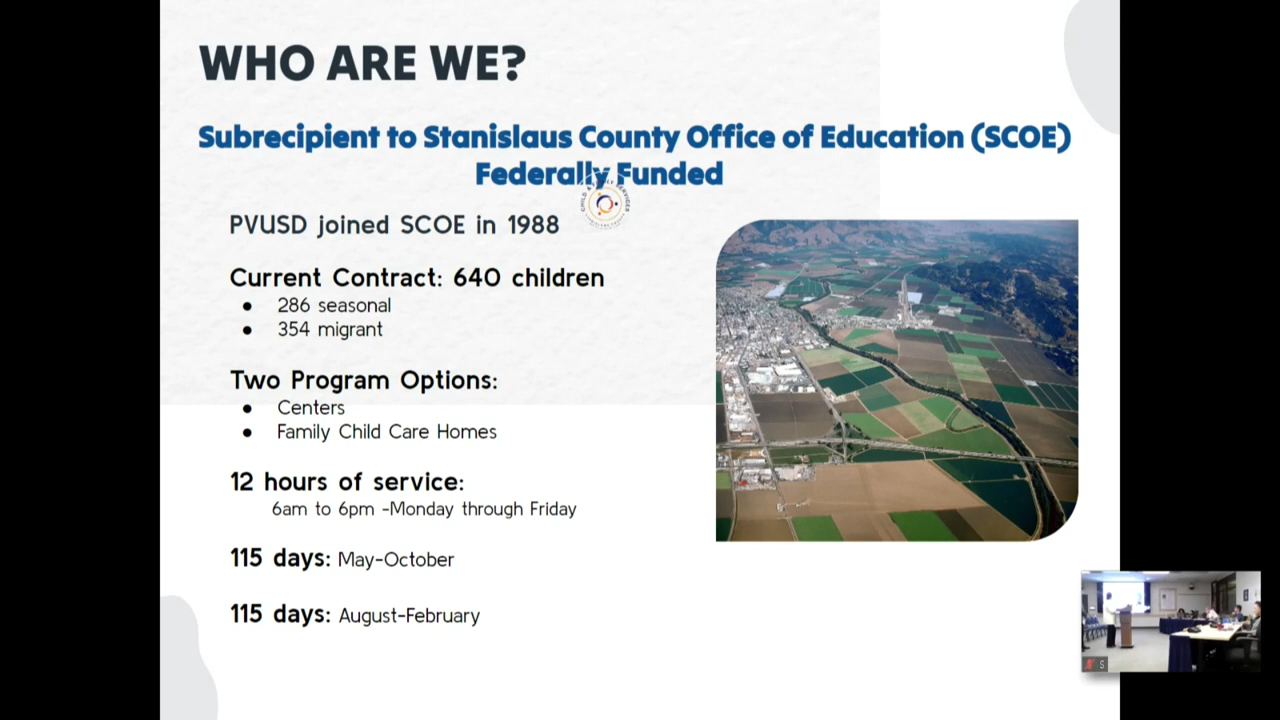 WHO ARE WE?
Subrecipient to Stanislaus County Office of Education (SCOE)
Federally Funded
PVUSD joined SCOE in 1988
Current Contract: 640 children
● 286 seasonal
● 354 migrant
Two Program Options:
● Centers
● Family Child Care Homes
12 hours of service:
6am to 6pm -Monday through Friday
115 days: May-October
115 days: August-February
S